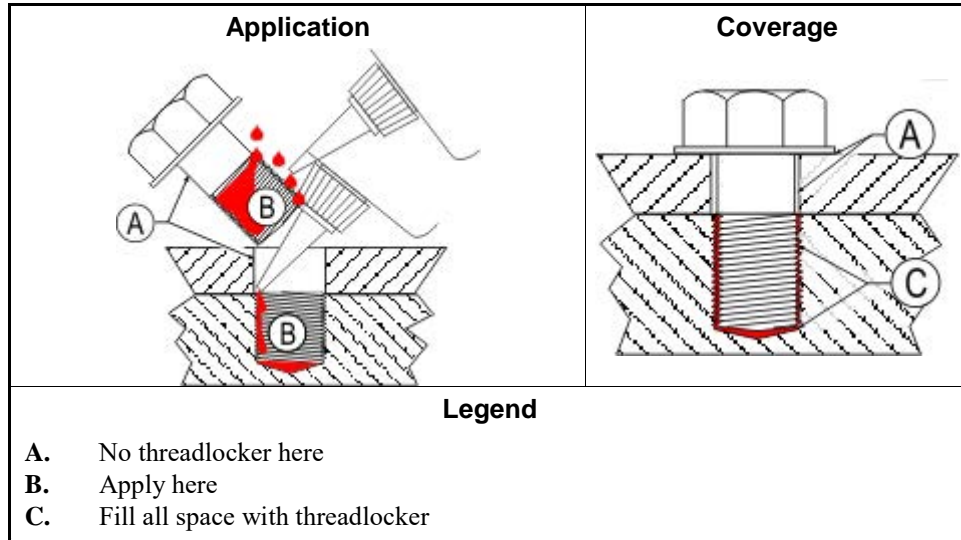 Application
Coverage
A
B
B
A
C
Legend
A. No threadlocker here
B. Apply here
C. Fill all space with threadlocker